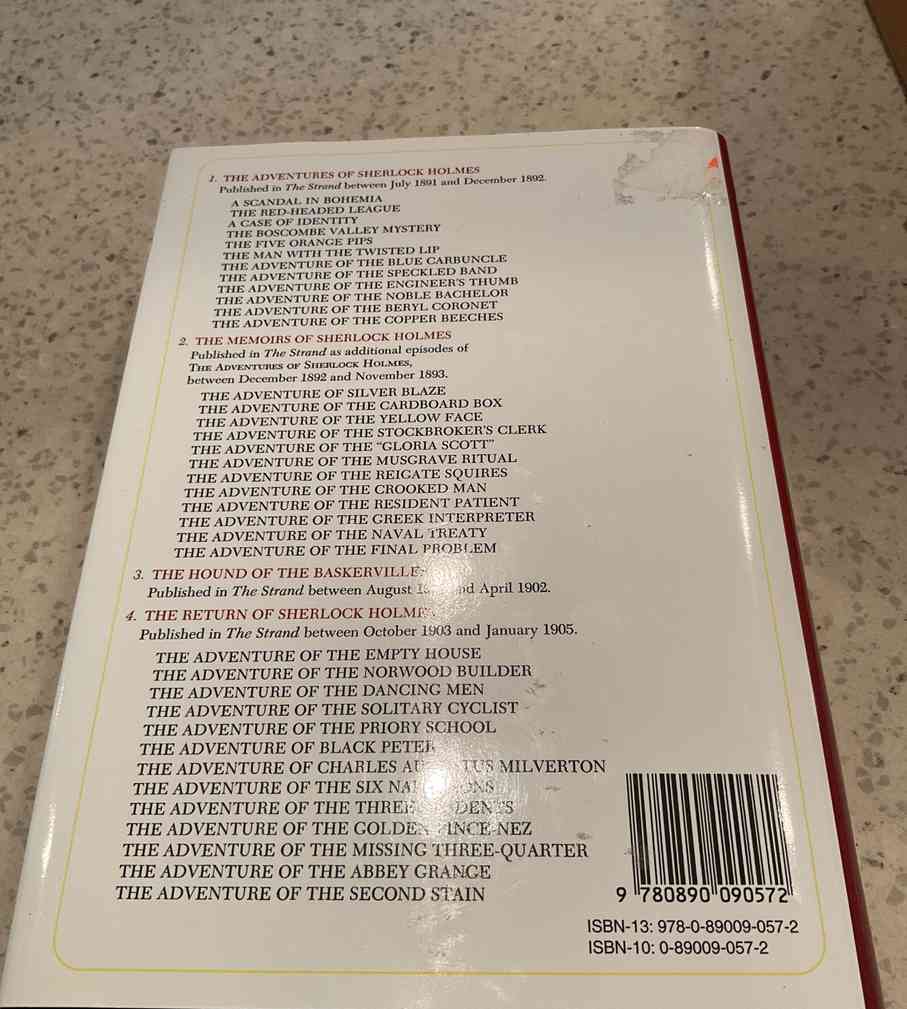 1. THE ADVENTURES OF SHERLOCK HOLMES
Published in The Strand between July 1891 and December 1892.
A SCANDAL IN BOHEMIA
THE RED-HEADED LEAGUE
A CASE OF IDENTITY
THE BOSCOMBE VALLEY MYSTERY
THE FIVE ORANGE PIPS
THE MAN WITH THE TWISTED LIP
THE ADVENTURE OF THE BLUE CARBUNCLE
THE ADVENTURE OF THE SPECKLED BAND
THE ADVENTURE OF THE ENGINEER'S THUMB
THE ADVENTURE OF THE NOBLE BACHELOR
THE ADVENTURE OF THE BERYL CORONET
THE ADVENTURE OF THE COPPER BEECHES
2. THE MEMOIRS OF SHERLOCK HOLMES
Published in The Strand as additional episodes of
THE ADVENTURES OF SHERLOCK HOLMES,
between December 1892 and November 1893.
THE ADVENTURE OF SILVER BLAZE
THE ADVENTURE OF THE CARDBOARD BOX
THE ADVENTURE OF THE YELLOW FACE
THE ADVENTURE OF THE STOCKBROKER'S CLERK
THE ADVENTURE OF THE "GLORIA SCOTT"
THE ADVENTURE OF THE MUSGRAVE RITUAL
THE ADVENTURE OF THE REIGATE SQUIRES
THE ADVENTURE OF THE CROOKED MAN
THE ADVENTURE OF THE RESIDENT PATIENT
THE ADVENTURE OF THE GREEK INTERPRETER
THE ADVENTURE OF THE NAVAL TREATY
THE ADVENTURE OF THE FINAL PROBLEM
3. THE HOUND OF THE
Published in The Strand between August April 1902.
4. THE RETURN OF SHERLOCK
Published in The Strand between October 1903 and January 1905.
THE ADVENTURE OF THE EMPTY HOUSE
THE ADVENTURE OF THE NORWOOD BUILDER
THE ADVENTURE OF THE DANCING MEN
THE ADVENTURE OF THE SOLITARY CYCLIST
THE ADVENTURE OF THE PRIORY SCHOOL
THE ADVENTURE OF BLACK PETER
THE ADVENTURE OF CHARLES MILVERTON
THE ADVENTURE OF THE SIX
THE ADVENTURE OF THE THREE
THE ADVENTURE OF THE GOLDEN
THE ADVENTURE OF THE MISSING THREE-QUARTER
THE ADVENTURE OF THE ABBEY GRANGE
THE ADVENTURE OF THE SECOND STAIN
9 780890 090572
ISBN-13: 978-0-89009-057-2
ISBN-10: 0-89009-057-2